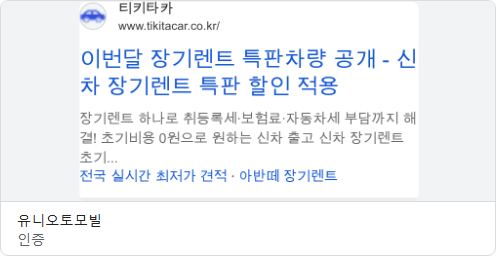 티키타카
www.tikitacar.co.kr/
이번달 장기렌트 특판차량 공개 - 신
차 장기렌트 특판 할인 적용
장기렌트 하나로 취등록세·보험료·자동차세 부담까지 해
결! 초기비용 0원으로 원하는 신차 출고 신차 장기렌트
초기...
전국 실시간 최저가 견적 · 아반떼 장기렌트
유니오토모빌
인증